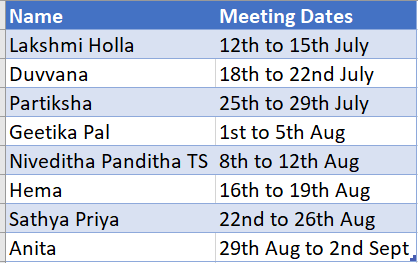 Name Meeting Dates
Lakshmi Holla 12th to 15th July
Duvvana 18th to 22nd July
Partiksha 25th to 29th July
Geetika Pal 1st to 5th Aug
Niveditha Panditha TS 8th to 12th Aug
Hema 16th to 19th Aug
Sathya Priya 22nd to 26th Aug
Anita 29th Aug to 2nd Sept